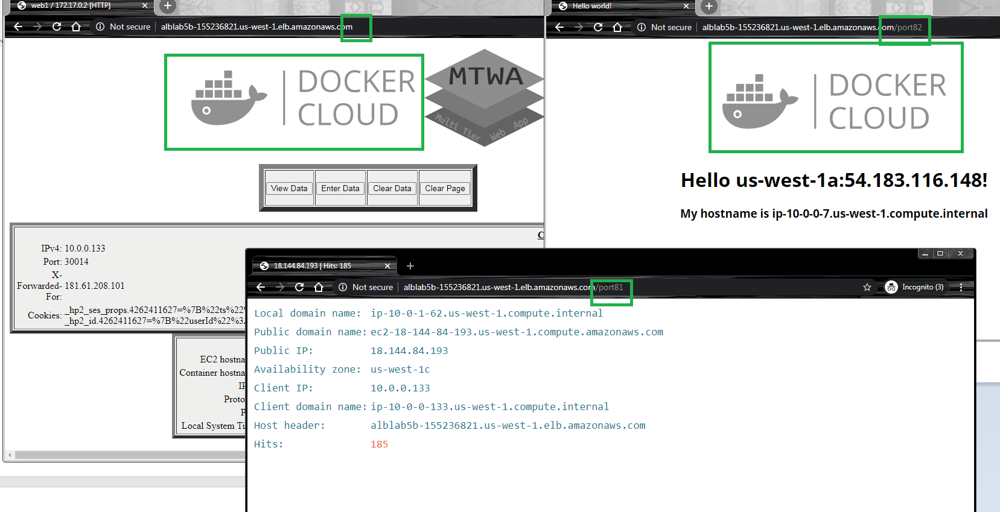 web1 / 172.17.0.2 [HTTP]
Not secure
alblab5b-155236821.us-west-1.elb.amazonaws.com
DOCKER
CLOUD
MTWA
Multi Tier Web App
View Data
Enter Data
Clear Data
Clear Page
C
IPv4: 10.0.0.133
Port: 30014
X-
Forwarded-
For: 181.61.208.101
Cookies: _hp2_ses_props.4262411627=%7B%22ts%22%
_hp2_id.4262411627=%7B%22userId%22%3
EC2 hostna
Container hostna
IP
Proto
P
Local System Ti
Hello world!
Not secure
alblab5b-155236821.us-west-1.elb.amazonaws.com/port82
DOCKER
CLOUD
Hello us-west-1a:54.183.116.148!
My hostname is ip-10-0-0-7.us-west-1.compute.internal
18.144.84.193 | Hits: 185
Not secure
alblab5b-155236821.us-west-1.elb.amazonaws.com/port81
Incognito (3)
Local domain name: ip-10-0-1-62.us-west-1.compute.internal
Public domain name: ec2-18-144-84-193.us-west-1.compute.amazonaws.com
Public IP: 18.144.84.193
Availability zone: us-west-1c
Client IP: 10.0.0.133
Client domain name: ip-10-0-0-133.us-west-1.compute.internal
Host header: alblab5b-155236821.us-west-1.elb.amazonaws.com
Hits: 185